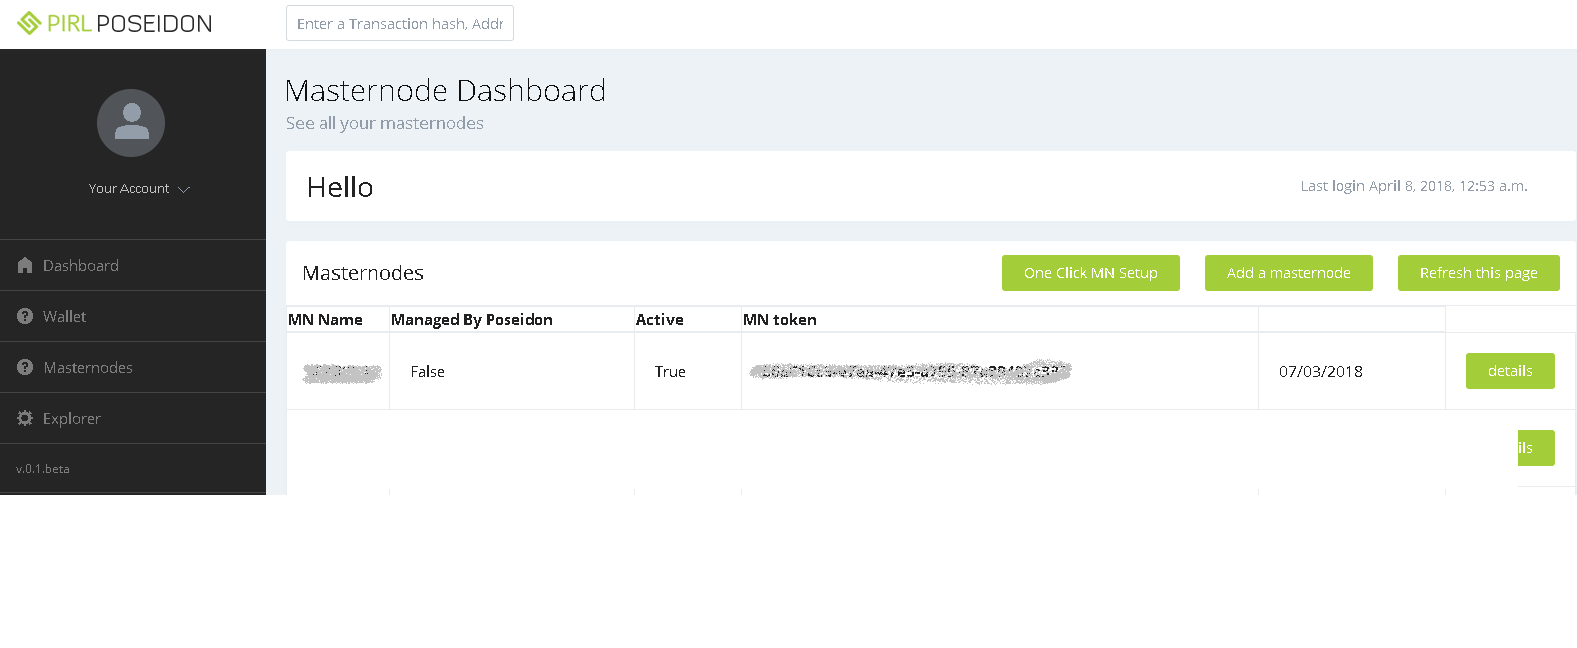 PIRL POSEIDON
Enter a Transaction hash, Addr
Your Account
Dashboard
Wallet
Masternodes
Explorer
v.0.1.beta
Masternode Dashboard
See all your masternodes
Hello
Last login April 8, 2018, 12:53 a.m.
Masternodes
One Click MN Setup
Add a masternode
Refresh this page
MN Name Managed By Poseidon Active MN token
False True 07/03/2018 details
ils